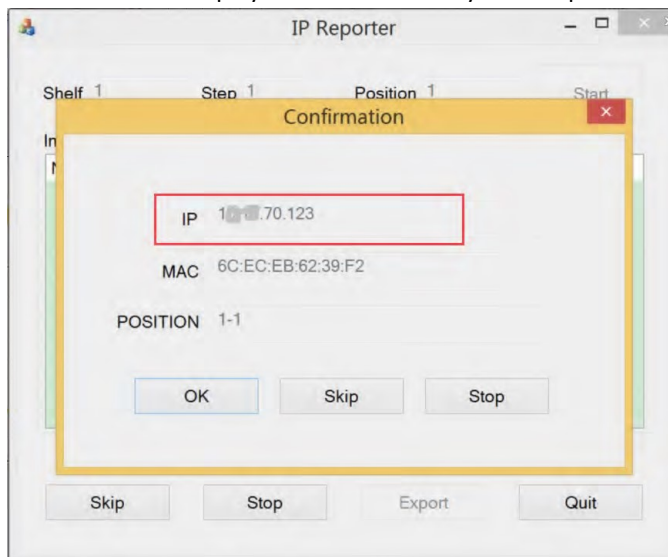 IP Reporter
Shelf 1 Step 1 Position 1 Start
Confirmation
IP .70.123
MAC 6C:EC:EB:62:39:F2
POSITION 1-1
OK Skip Stop
Skip Stop Export Quit